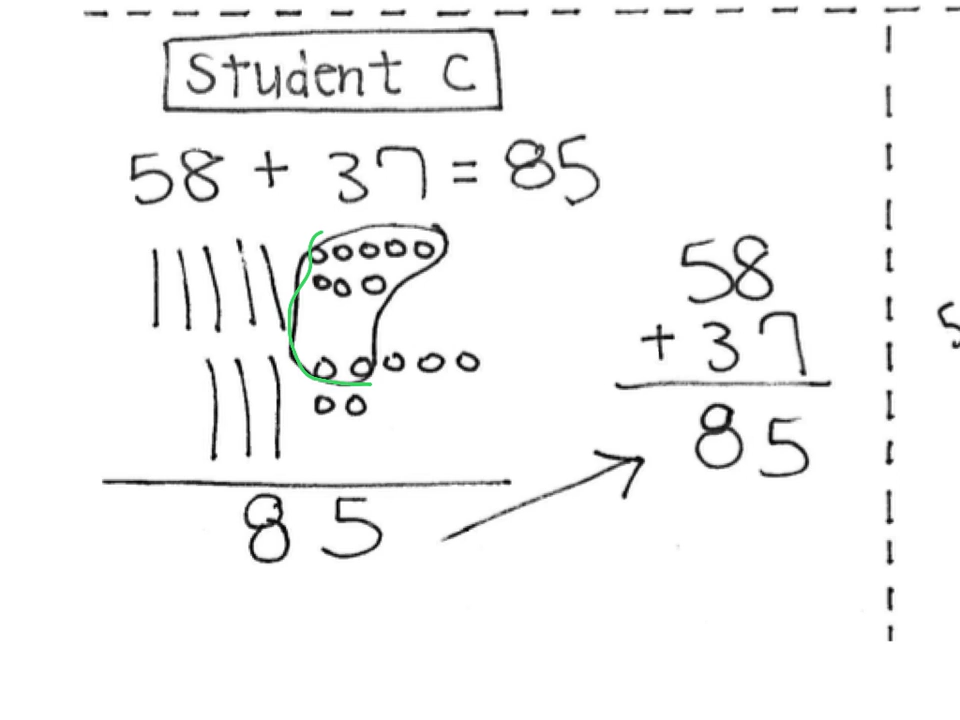 Student C
58 + 37 = 85
58
+ 37
85
85